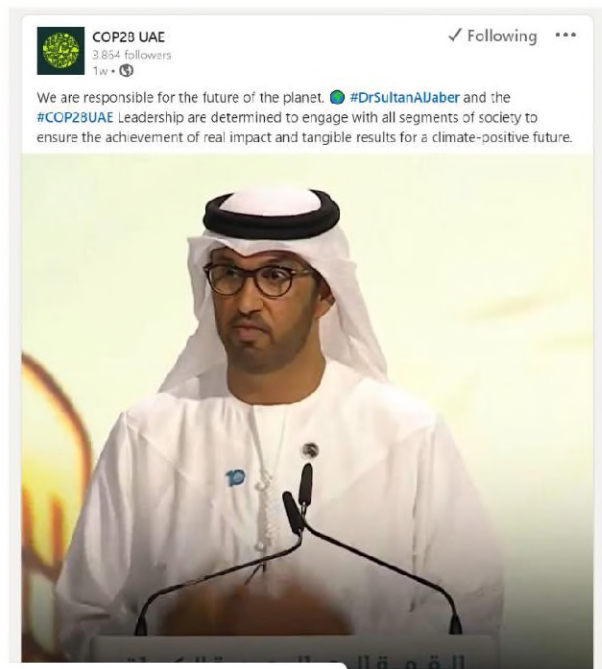 COP28 UAE
3.864 followers
1w •
✓ Following •••
We are responsible for the future of the planet. #DrSultanAlJaber and the
#COP28UAE Leadership are determined to engage with all segments of society to
ensure the achievement of real impact and tangible results for a climate-positive future.